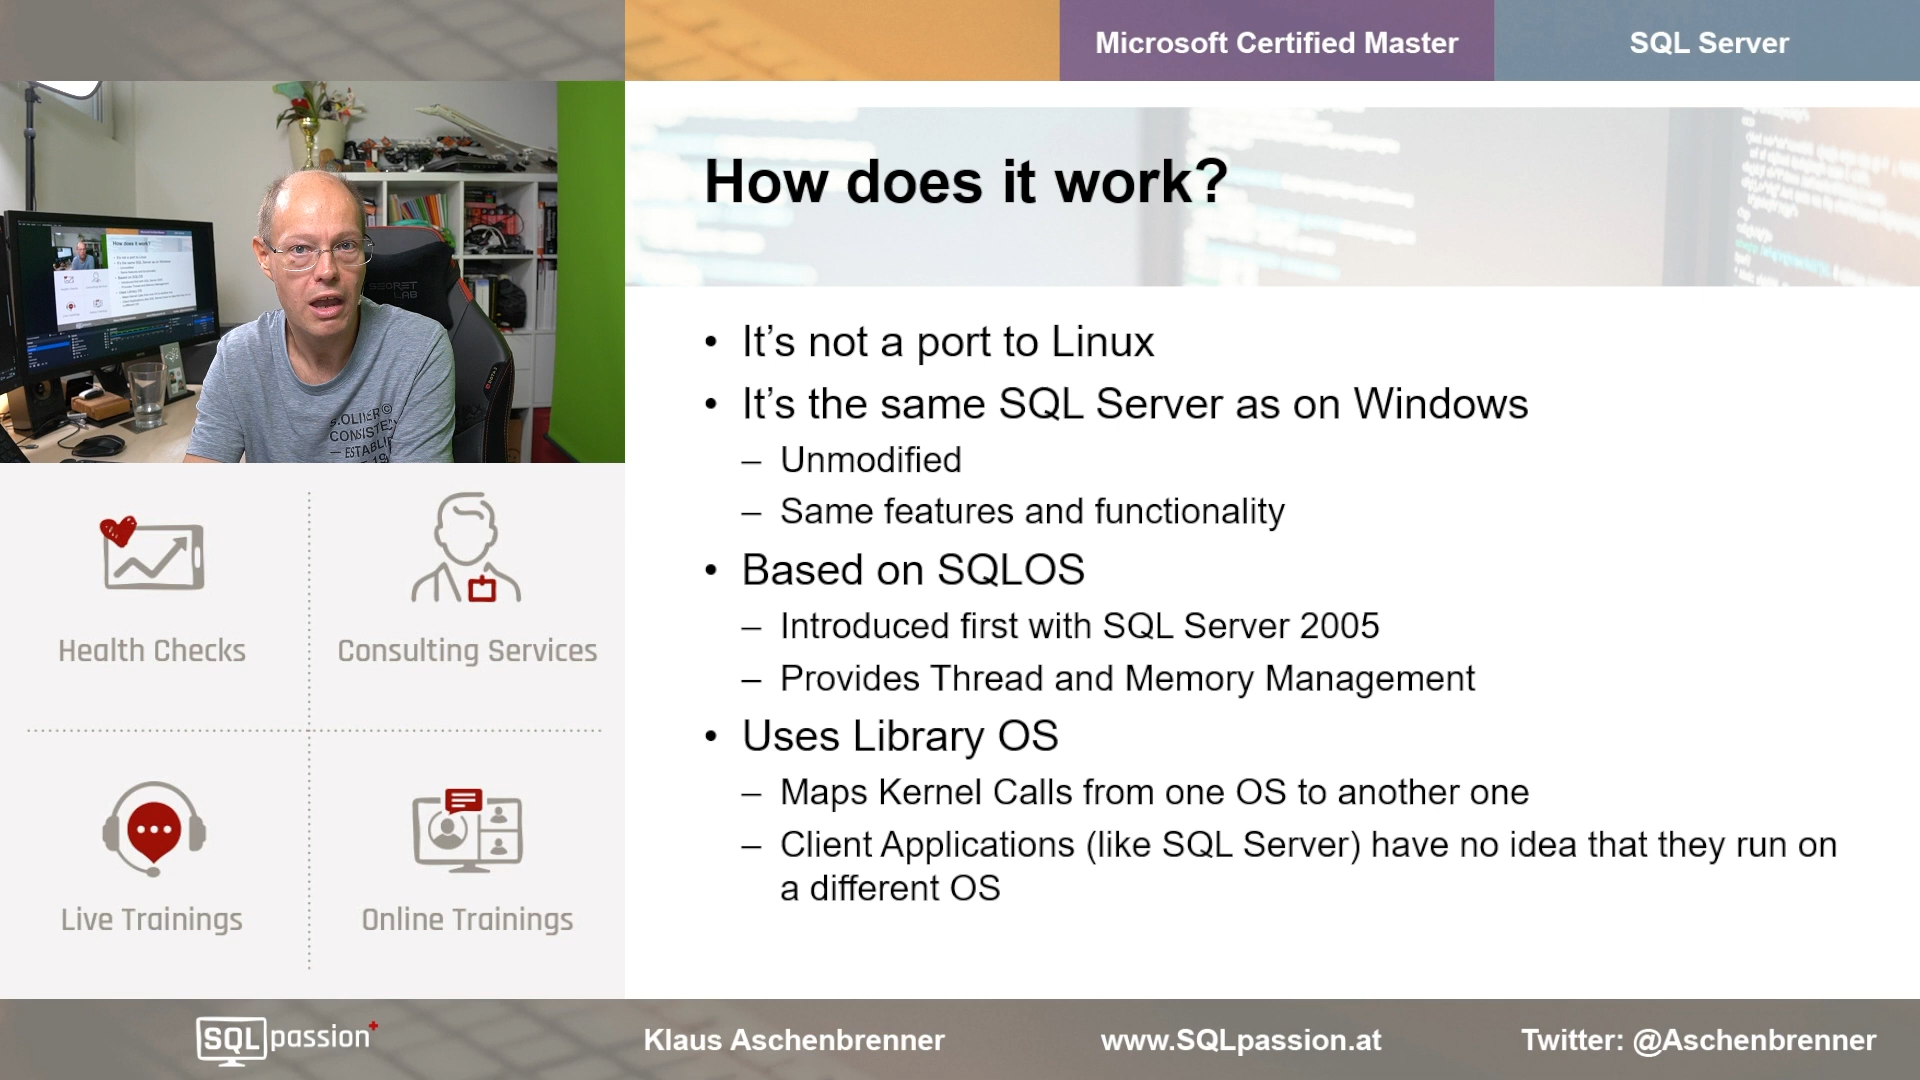 Microsoft Certified Master
SQL Server
How does it work?
SECRET
LAB
• It’s not a port to Linux
• It’s the same SQL Server as on Windows
– Unmodified
– Same features and functionality
• Based on SQLOS
– Introduced first with SQL Server 2005
– Provides Thread and Memory Management
• Uses Library OS
– Maps Kernel Calls from one OS to another one
– Client Applications (like SQL Server) have no idea that they run on
a different OS
Health Checks
Consulting Services
Live Trainings
Online Trainings
SQLpassion+
Klaus Aschenbrenner
www.SQLpassion.at
Twitter: @Aschenbrenner